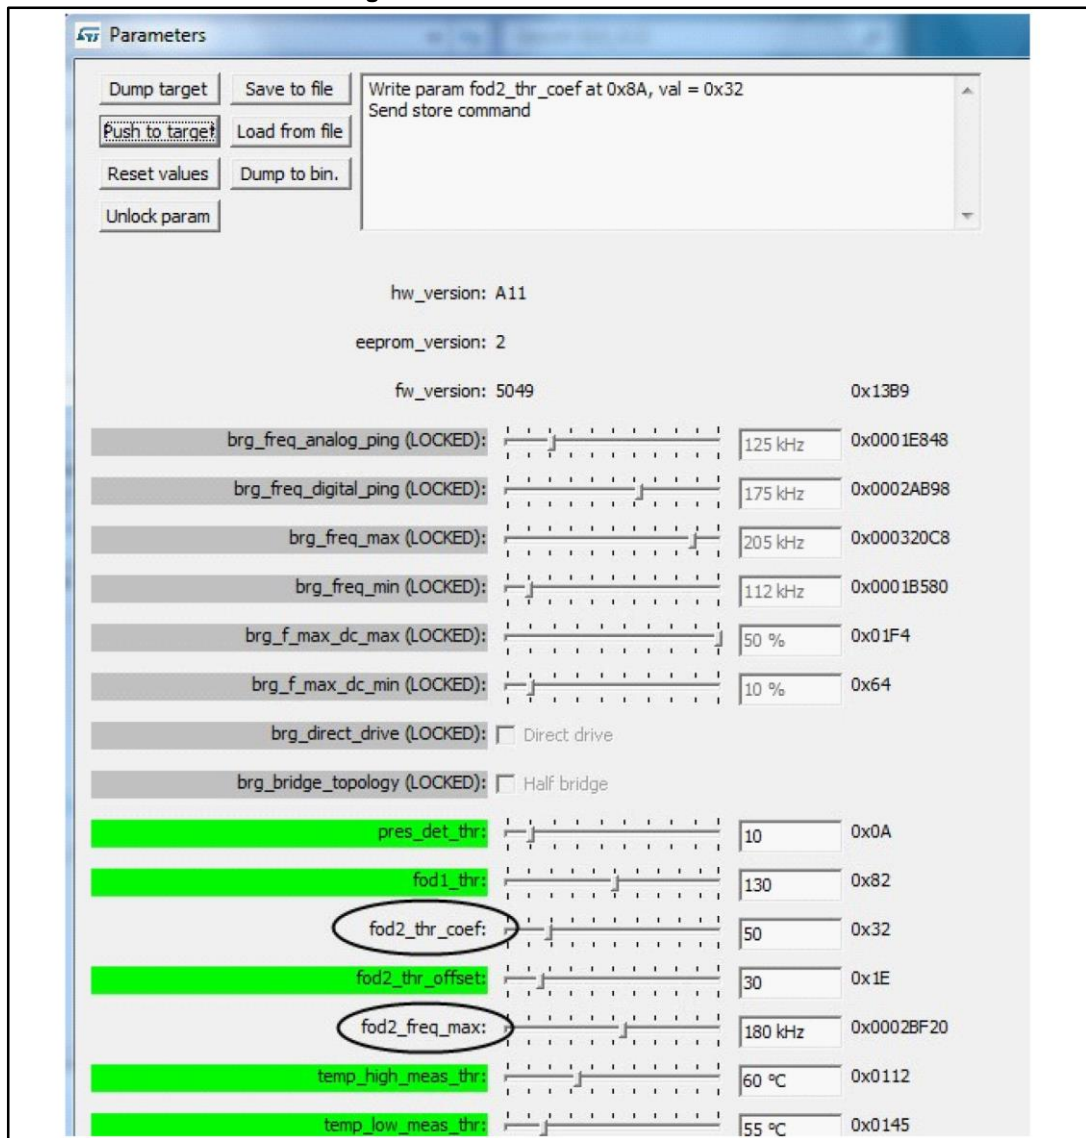 Parameters
Dump target Save to file
Push to target Load from file
Reset values Dump to bin.
Unlock param
Write param fod2_thr_coef at 0x8A, val = 0x32
Send store command
hw_version: A11
eeprom_version: 2
fw_version: 5049 0x13B9
brg_freq_analog_ping (LOCKED): 125 kHz 0x0001E848
brg_freq_digital_ping (LOCKED): 175 kHz 0x0002AB98
brg_freq_max (LOCKED): 205 kHz 0x000320C8
brg_freq_min (LOCKED): 112 kHz 0x0001B580
brg_f_max_dc_max (LOCKED): 50 % 0x01F4
brg_f_max_dc_min (LOCKED): 10 % 0x64
brg_direct_drive (LOCKED): Direct drive
brg_bridge_topology (LOCKED): Half bridge
pres_det_thr: 10 0x0A
fod1_thr: 130 0x82
fod2_thr_coef: 50 0x32
fod2_thr_offset: 30 0x1E
fod2_freq_max: 180 kHz 0x0002BF20
temp_high_meas_thr: 60 °C 0x0112
temp_low_meas_thr: 55 °C 0x0145